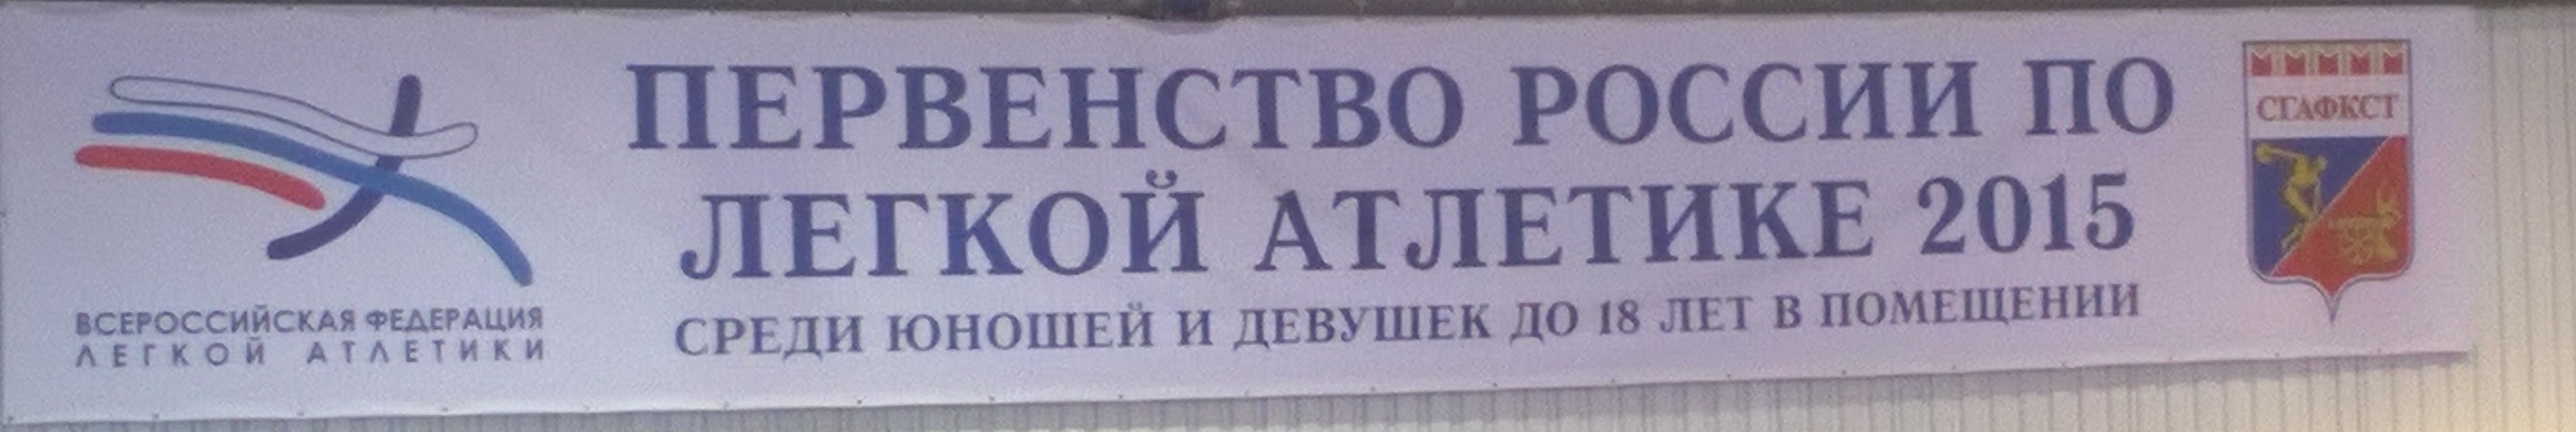 ВСЕРОССИЙСКАЯ ФЕДЕРАЦИЯ
ЛЕГКОЙ АТЛЕТИКИ
ПЕРВЕНСТВО РОССИИ ПО
ЛЕГКОЙ АТЛЕТИКЕ 2015
СРЕДИ ЮНОШЕЙ И ДЕВУШЕК ДО 18 ЛЕТ В ПОМЕЩЕНИИ
СГАФКСТ